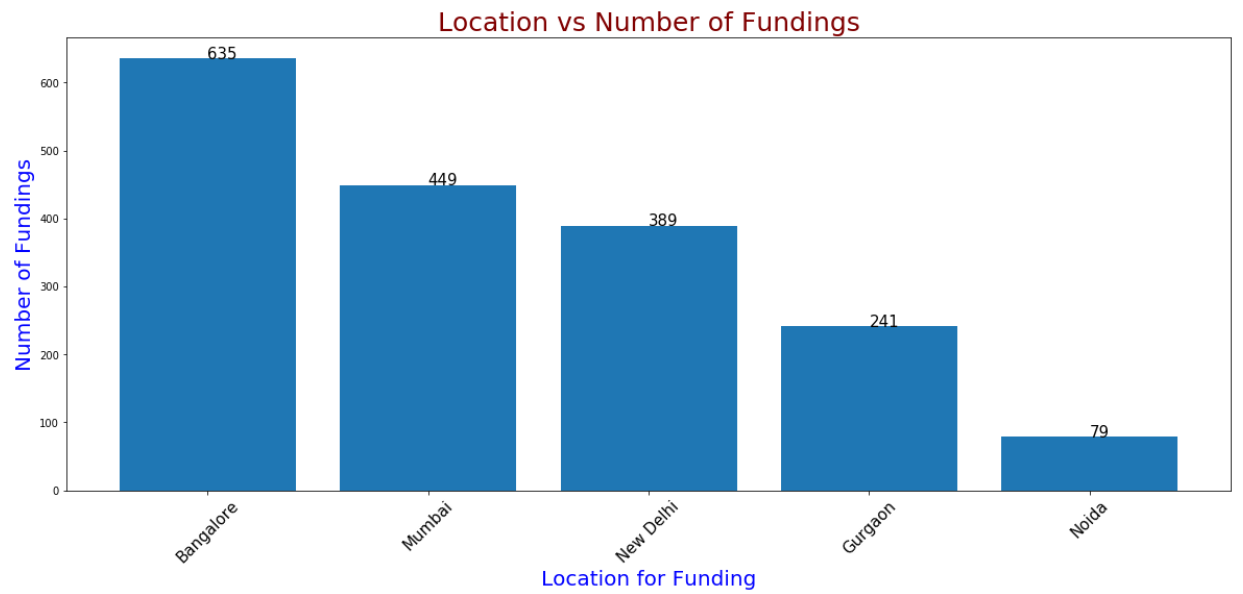 Location vs Number of Fundings
Number of Fundings
600
500
400
300
200
100
0
635
449
389
241
79
Bangalore
Mumbai
New Delhi
Gurgaon
Noida
Location for Funding